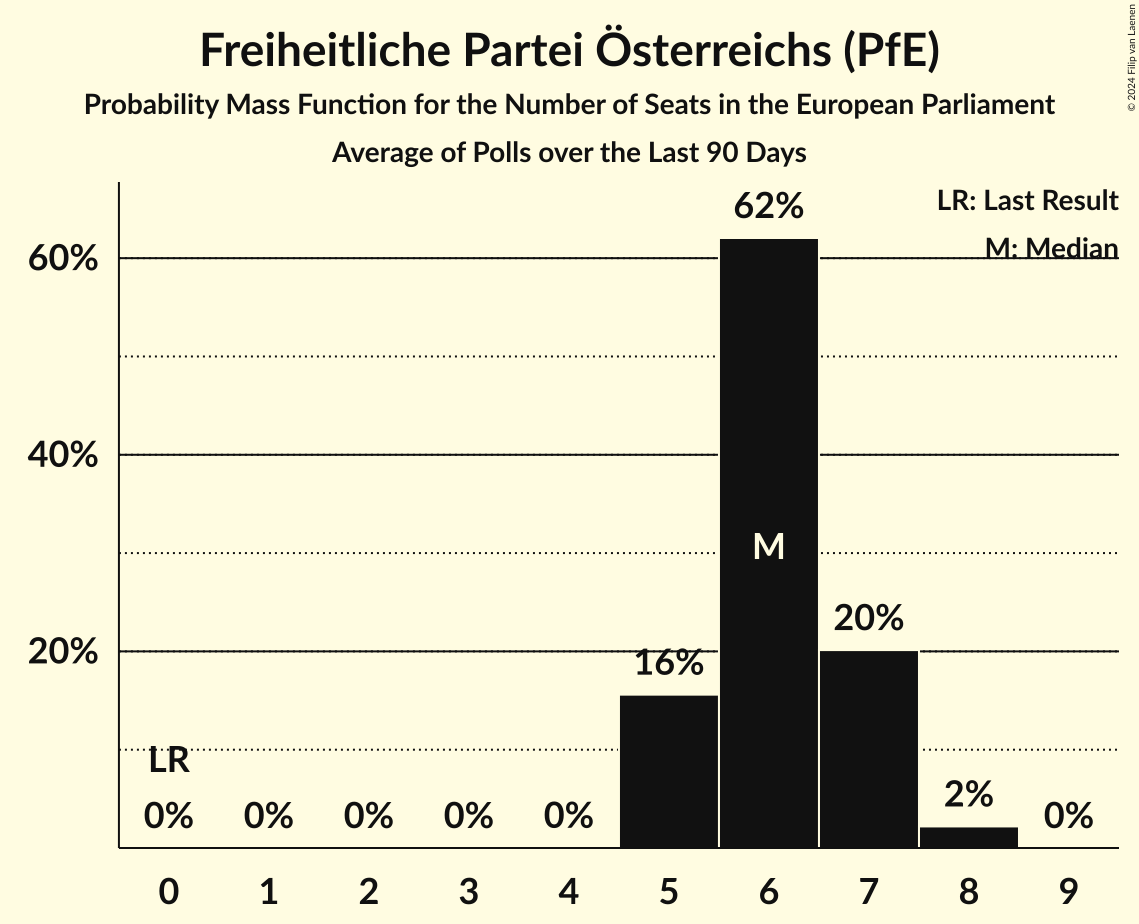 Freiheitliche Partei Österreichs (PfE)
Probability Mass Function for the Number of Seats in the European Parliament
Average of Polls over the Last 90 Days
© 2024 Filip van Laenen
LR: Last Result
M: Median
62%
60%
40%
M
20%
20%
16%
LR
2%
0% 0% 0% 0% 0% 0%
0 1 2 3 4 5 6 7 8 9